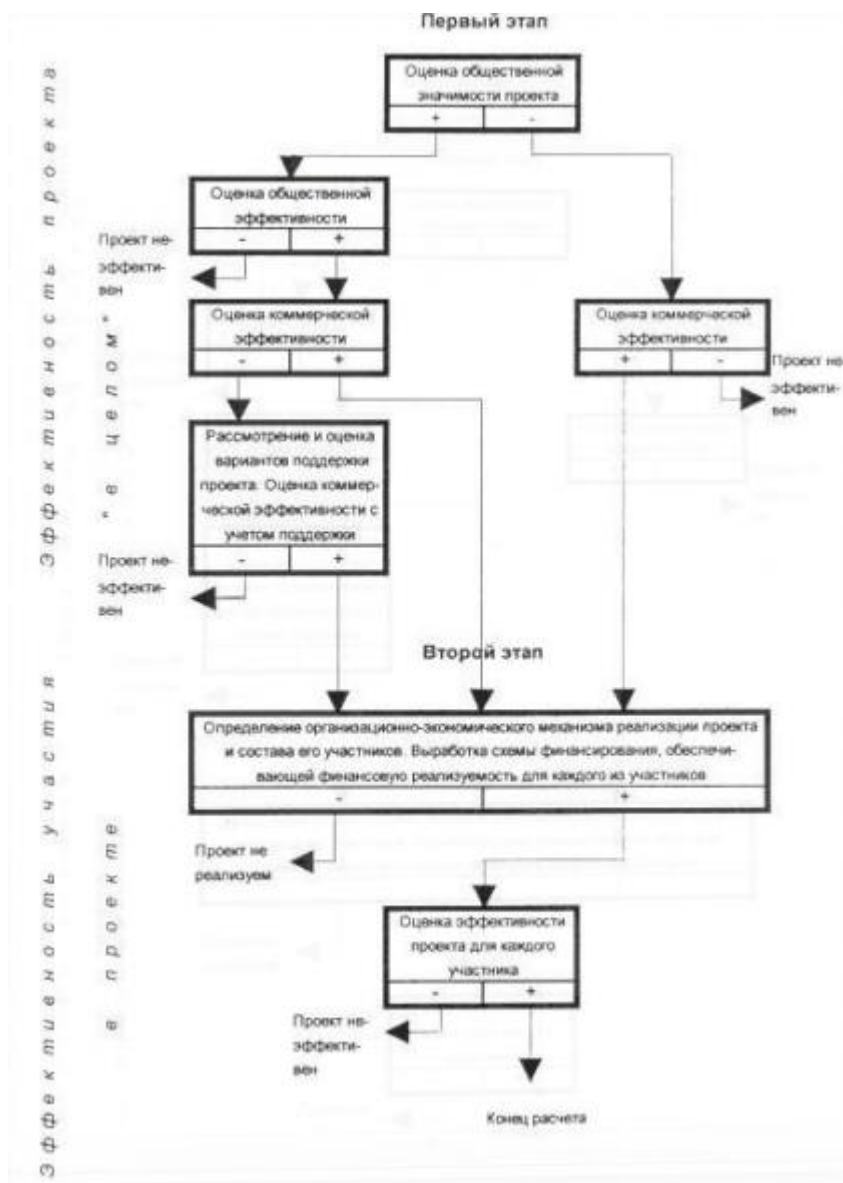 Первый этап
Оценка общественной
значимости проекта
+ -
Оценка общественной
эффективности
- +
Проект не-
эффекти-
вен
Оценка коммерческой
эффективности
- +
Оценка коммерческой
эффективности
+ -
Проект не
эффекти-
вен
Рассмотрение и оценка
вариантов поддержки
проекта. Оценка коммер-
ческой эффективности с
учетом поддержки
- +
Проект не-
эффекти-
вен
Эффективность проекта
"в целом"
Второй этап
Определение организационно-экономического механизма реализации проекта
и состава его участников. Выработка схемы финансирования, обеспечи-
вающей финансовую реализуемость для каждого из участников
- +
Проект не
реализуем
Оценка эффективности
проекта для каждого
участника
- +
Проект не-
эффекти-
вен
Конец расчета
Эффективность участия
в проекте